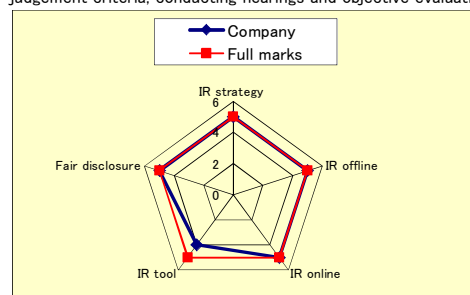 judgement criteria, conducting hearings and objective evaluat
Company
Full marks
IR strategy
6
4
2
0
Fair disclosure
IR offline
IR tool
IR online